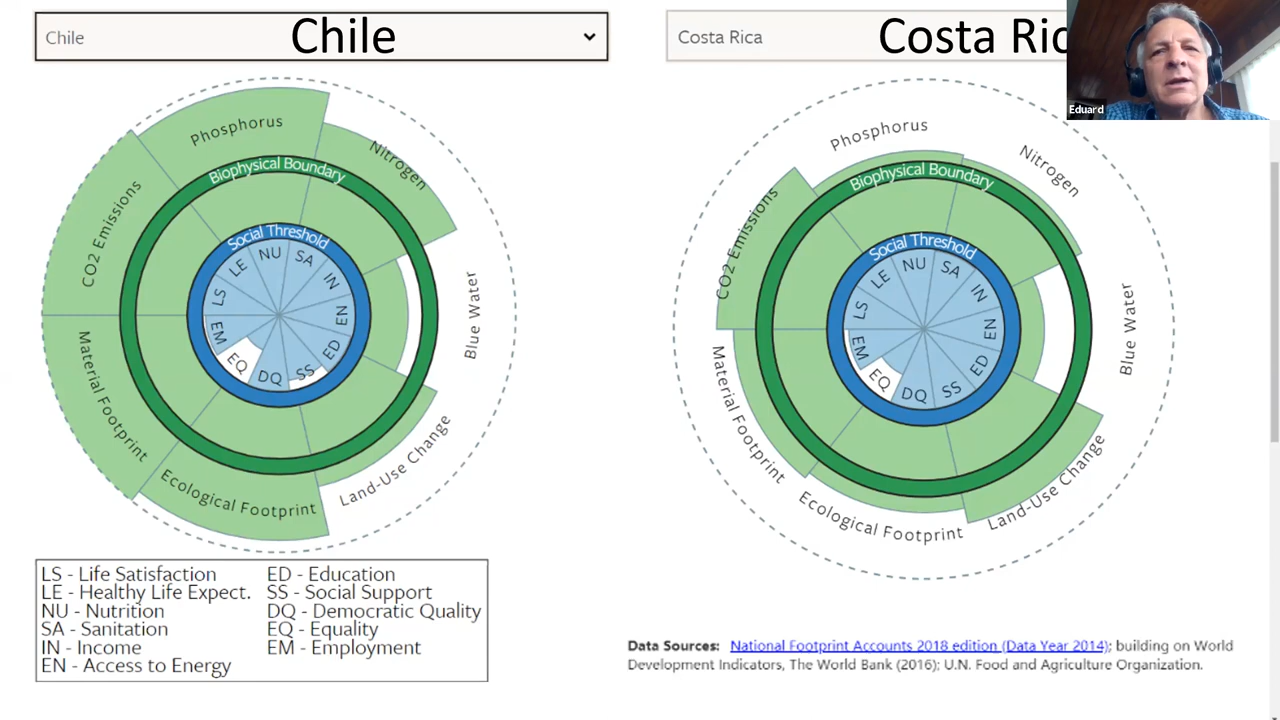 Chile
Chile
Costa Rica
Costa Ric
Eduard
Phosphorus
Nitrogen
Biophysical Boundary
CO2 Emissions
Social Threshold
NU
SA
LE
IN
LS
EN
EM
ED
EQ
DQ
SS
Blue Water
Material Footprint
Land-Use Change
Ecological Footprint
Phosphorus
Nitrogen
Biophysical Boundary
CO2 Emissions
Social Threshold
NU
SA
LE
IN
LS
EN
EM
ED
EQ
DQ
SS
Blue Water
Material Footprint
Land-Use Change
Ecological Footprint
LS - Life Satisfaction
LE - Healthy Life Expect.
NU - Nutrition
SA - Sanitation
IN - Income
EN - Access to Energy
ED - Education
SS - Social Support
DQ - Democratic Quality
EQ - Equality
EM - Employment
Data Sources: National Footprint Accounts 2018 edition (Data Year 2014); building on World
Development Indicators, The World Bank (2016); U.N. Food and Agriculture Organization.